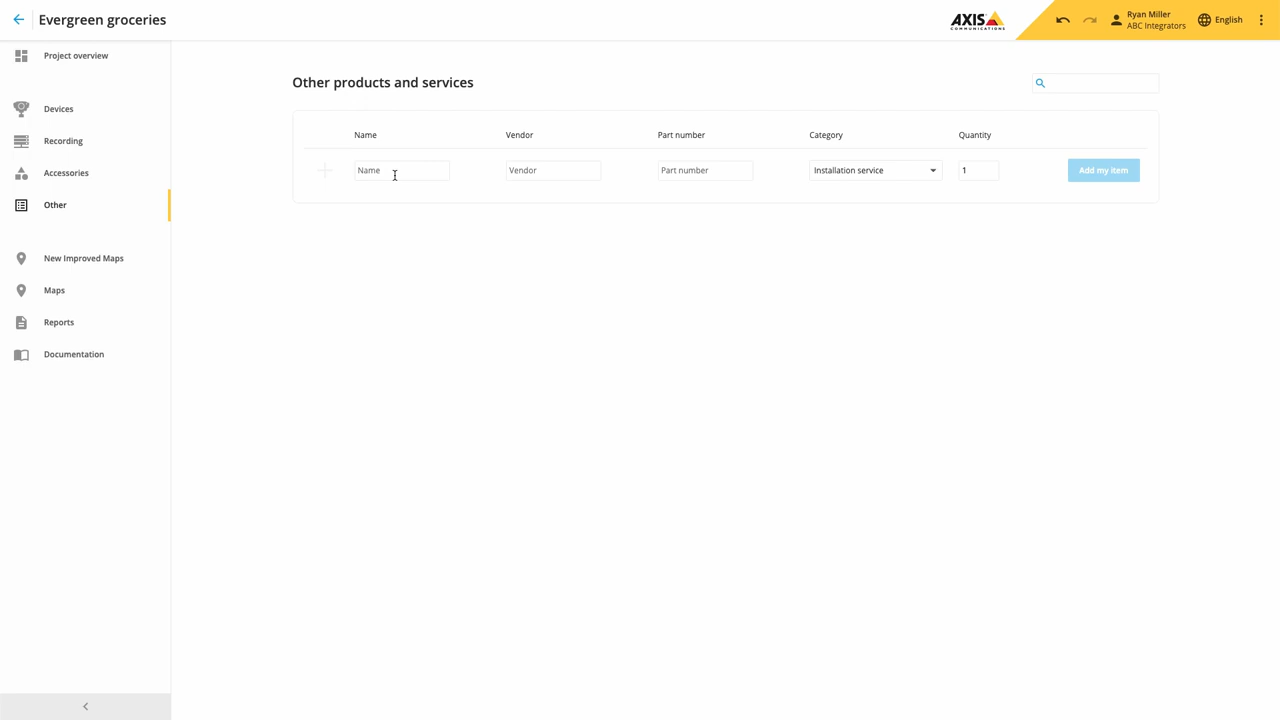 Evergreen groceries
AXIS
COMMUNICATIONS
Ryan Miller
ABC Integrators
English
Project overview
Devices
Recording
Accessories
Other
New Improved Maps
Maps
Reports
Documentation
Other products and services
Name Vendor Part number Category Quantity
Name Vendor Part number Installation service 1 Add my item